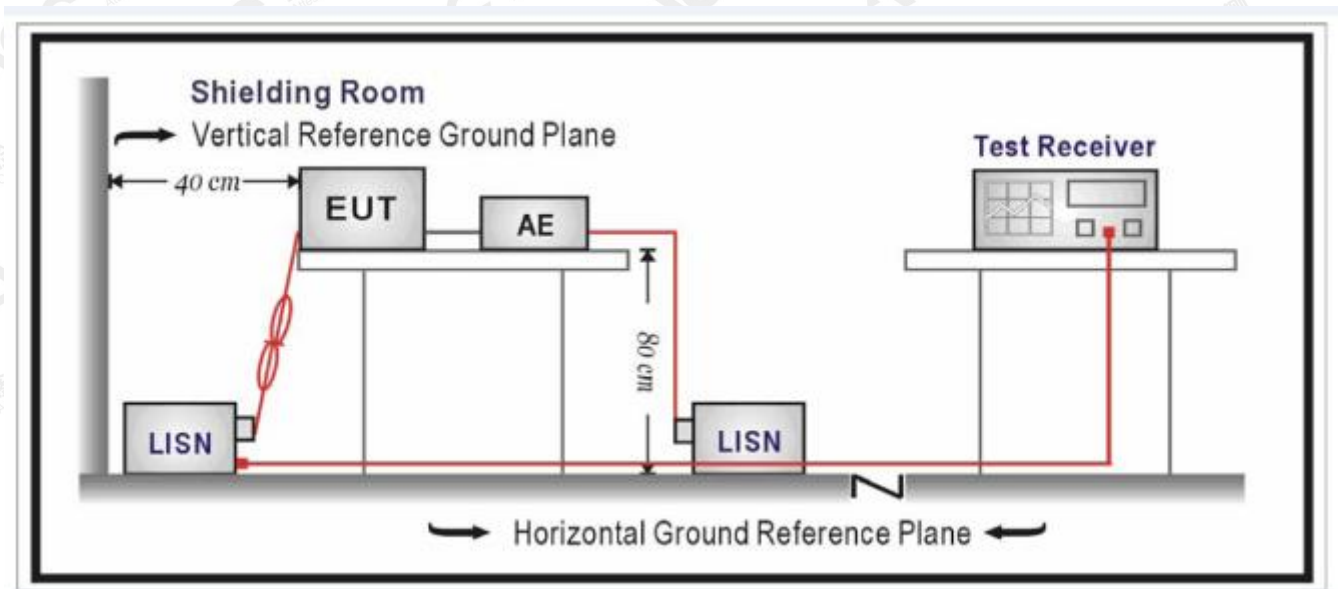 Shielding Room
Vertical Reference Ground Plane
Test Receiver
40 cm
EUT
AE
80 cm
LISN
LISN
Horizontal Ground Reference Plane